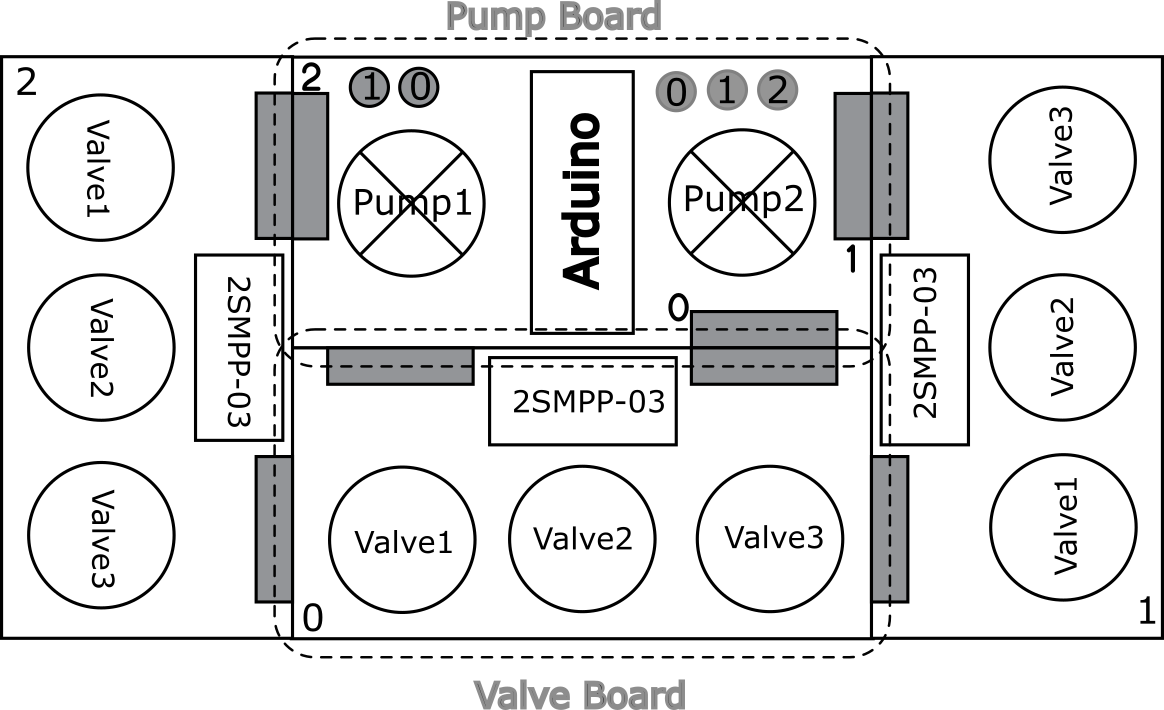 Pump Board
2
2
1 0
Arduino
0 1 2
Valve1
Pump1
Pump2
Valve3
1
0
2SMPP-03
2SMPP-03
2SMPP-03
Valve2
Valve2
Valve3
Valve1
Valve2
Valve3
Valve1
0
1
Valve Board